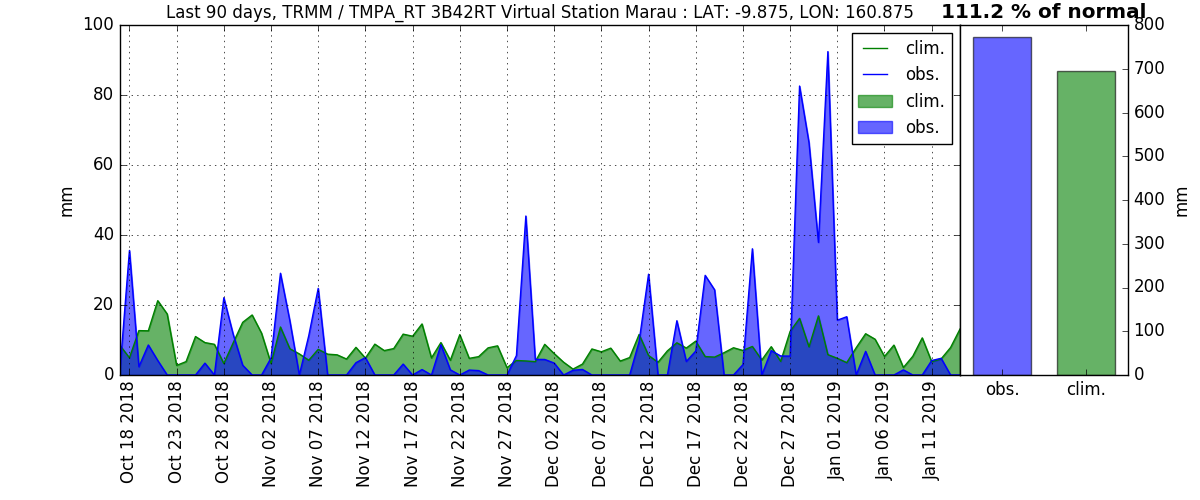 Last 90 days, TRMM / TMPA_RT 3B42RT Virtual Station Marau : LAT: -9.875, LON: 160.875
111.2 % of normal
100
80
60
40
20
0
mm
clim.
obs.
clim.
obs.
800
700
600
500
400
300
200
100
0
mm
obs.
clim.
Oct 18 2018
Oct 23 2018
Oct 28 2018
Nov 02 2018
Nov 07 2018
Nov 12 2018
Nov 17 2018
Nov 22 2018
Nov 27 2018
Dec 02 2018
Dec 07 2018
Dec 12 2018
Dec 17 2018
Dec 22 2018
Dec 27 2018
Jan 01 2019
Jan 06 2019
Jan 11 2019